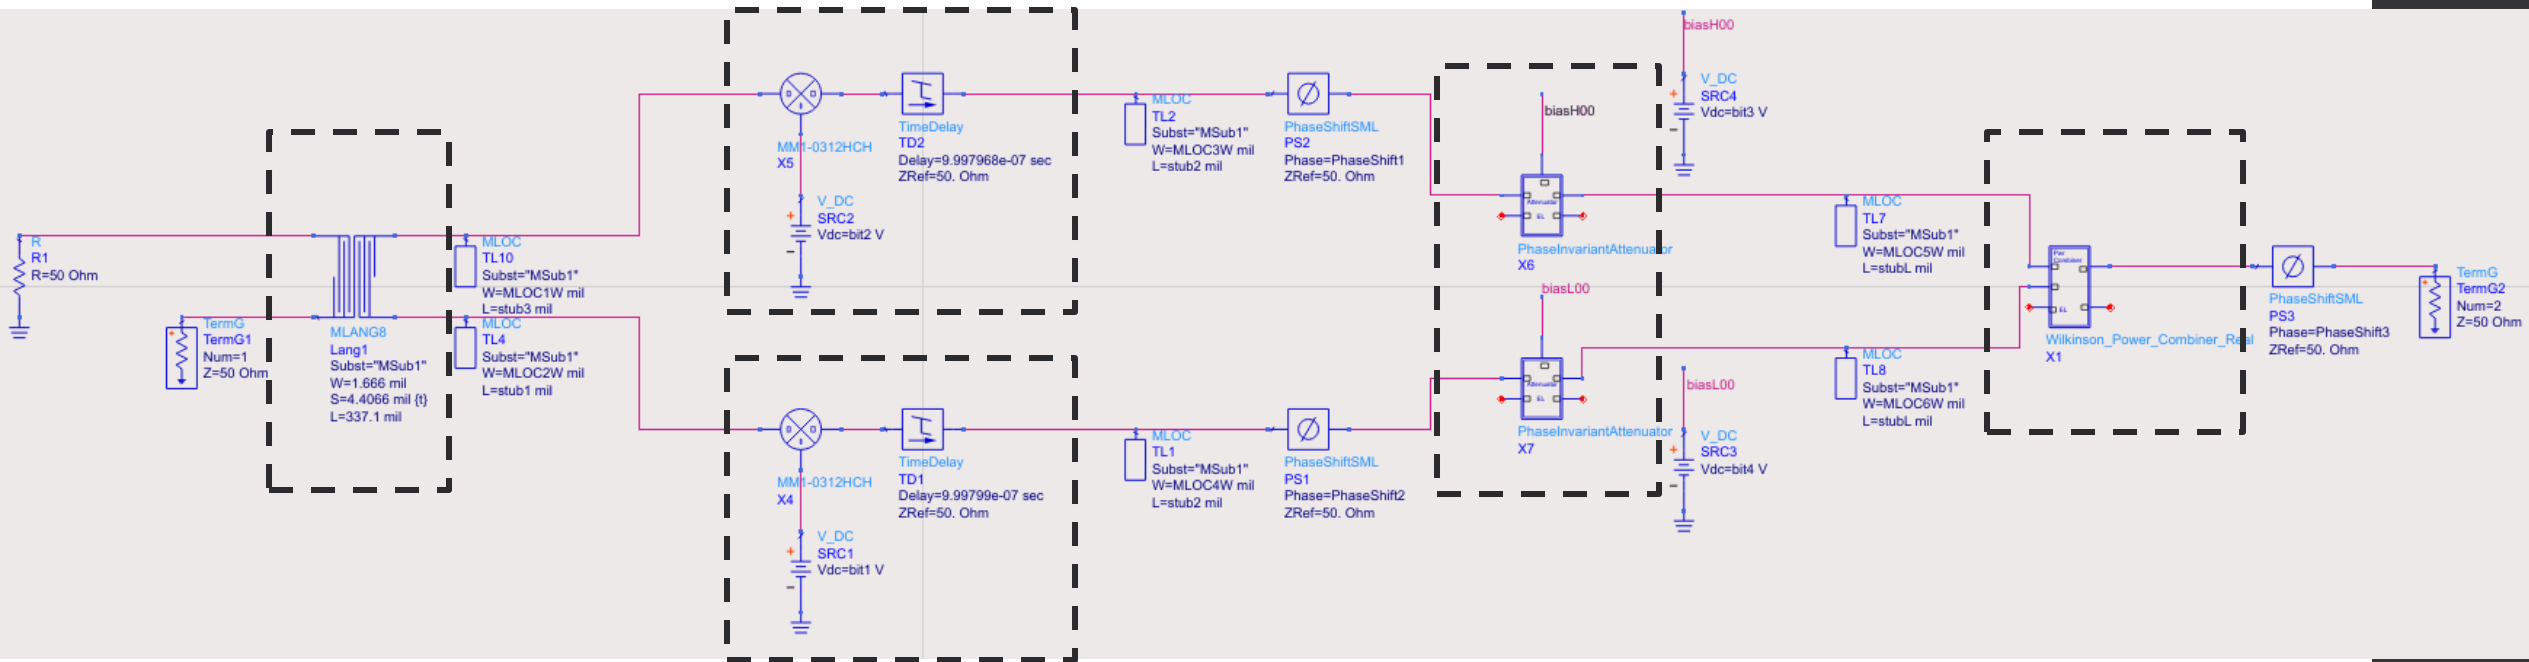 R
R1
R=50 Ohm
TermG
TermG1
Num=1
Z=50 Ohm
MLANG8
Lang1
Subst="MSub1"
W=1.666 mil
S=4.4066 mil {t}
L=337.1 mil
MLOC
TL10
Subst="MSub1"
W=MLOC1W mil
L=stub3 mil
MLOC
TL4
Subst="MSub1"
W=MLOC2W mil
L=stub1 mil
MM1-0312HCH
X5
V_DC
SRC2
Vdc=bit2 V
TimeDelay
TD2
Delay=9.997968e-07 sec
ZRef=50. Ohm
MM1-0312HCH
X4
V_DC
SRC1
Vdc=bit1 V
TimeDelay
TD1
Delay=9.99799e-07 sec
ZRef=50. Ohm
MLOC
TL2
Subst="MSub1"
W=MLOC3W mil
L=stub2 mil
PhaseShiftSML
PS2
Phase=PhaseShift1
ZRef=50. Ohm
MLOC
TL1
Subst="MSub1"
W=MLOC4W mil
L=stub2 mil
PhaseShiftSML
PS1
Phase=PhaseShift2
ZRef=50. Ohm
biasH00
Attenuator
EL
PhaseInvariantAttenuator
X6
biasL00
Attenuator
EL
PhaseInvariantAttenuator
X7
biasH00
V_DC
SRC4
Vdc=bit3 V
biasL00
V_DC
SRC3
Vdc=bit4 V
MLOC
TL7
Subst="MSub1"
W=MLOC5W mil
L=stubL mil
MLOC
TL8
Subst="MSub1"
W=MLOC6W mil
L=stubL mil
Combiner
EL
Wilkinson_Power_Combiner_Real
X1
PhaseShiftSML
PS3
Phase=PhaseShift3
ZRef=50. Ohm
TermG
TermG2
Num=2
Z=50 Ohm